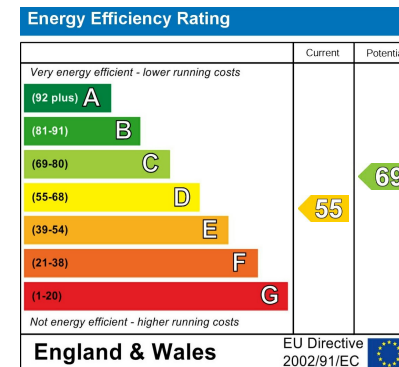 Energy Efficiency Rating
Current Potentia
Very energy efficient - lower running costs
(92 plus) A
(81-91) B
(69-80) C
(55-68) D
(39-54) E
(21-38) F
(1-20) G
55
69
Not energy efficient - higher running costs
England & Wales
EU Directive
2002/91/EC